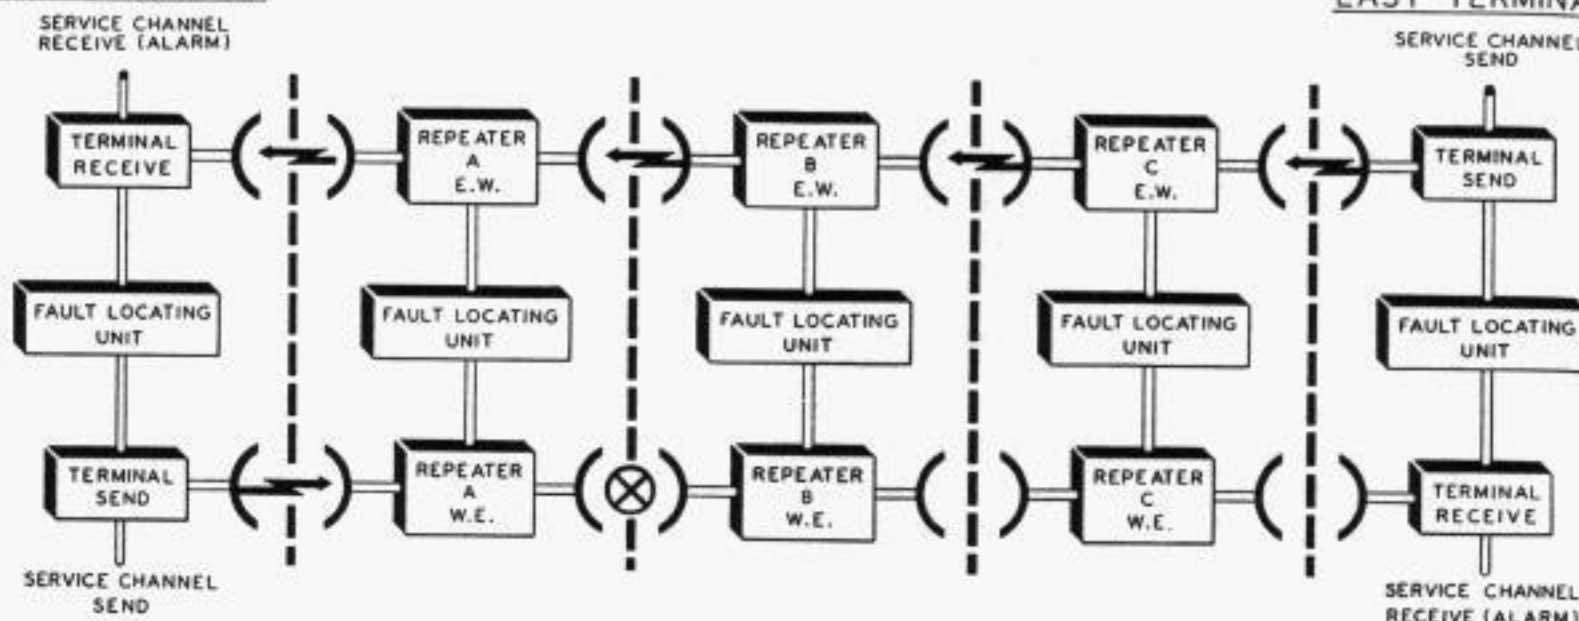 SERVICE CHANNEL
RECEIVE (ALARM)
EAST TERMINA
SERVICE CHANNEL
SEND
TERMINAL
RECEIVE
REPEATER
A
E.W.
REPEATER
B
E.W.
REPEATER
C
E.W.
TERMINAL
SEND
FAULT LOCATING
UNIT
FAULT LOCATING
UNIT
FAULT LOCATING
UNIT
FAULT LOCATING
UNIT
FAULT LOCATING
UNIT
TERMINAL
SEND
REPEATER
A
W.E.
REPEATER
B
W.E.
REPEATER
C
W.E.
TERMINAL
RECEIVE
SERVICE CHANNEL
SEND
SERVICE CHANNEL
RECEIVE (ALARM)